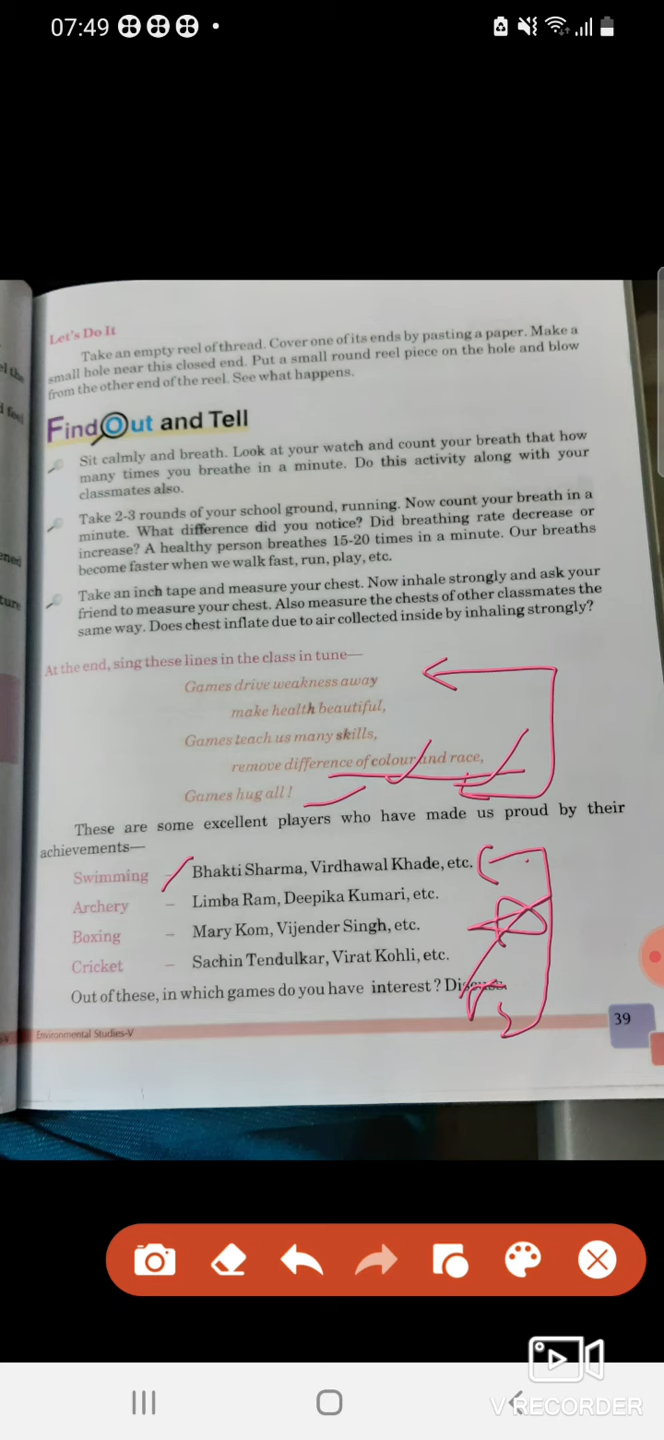 07:49
el the
Let's Do It
Take an empty reel of thread. Cover one of its ends by pasting a paper. Make a
small hole near this closed end. Put a small round reel piece on the hole and blow
from the other end of the reel. See what happens.
Find Out and Tell
Sit calmly and breath. Look at your watch and count your breath that how
many times you breathe in a minute. Do this activity along with your
classmates also.
Take 2-3 rounds of your school ground, running. Now count your breath in a
minute. What difference did you notice? Did breathing rate decrease or
increase? A healthy person breathes 15-20 times in a minute. Our breaths
become faster when we walk fast, run, play, etc.
Take an inch tape and measure your chest. Now inhale strongly and ask your
friend to measure your chest. Also measure the chests of other classmates the
same way. Does chest inflate due to air collected inside by inhaling strongly?
At the end, sing these lines in the class in tune—
Games drive weakness away
make health beautiful,
Games teach us many skills,
remove difference of colour and race,
Games hug all !
These are some excellent players who have made us proud by their
achievements—
Swimming – Bhakti Sharma, Virdhawal Khade, etc.
Archery – Limba Ram, Deepika Kumari, etc.
Boxing – Mary Kom, Vijender Singh, etc.
Cricket – Sachin Tendulkar, Virat Kohli, etc.
Out of these, in which games do you have interest ? Discuss.
Environmental Studies-V
39
V RECORDER